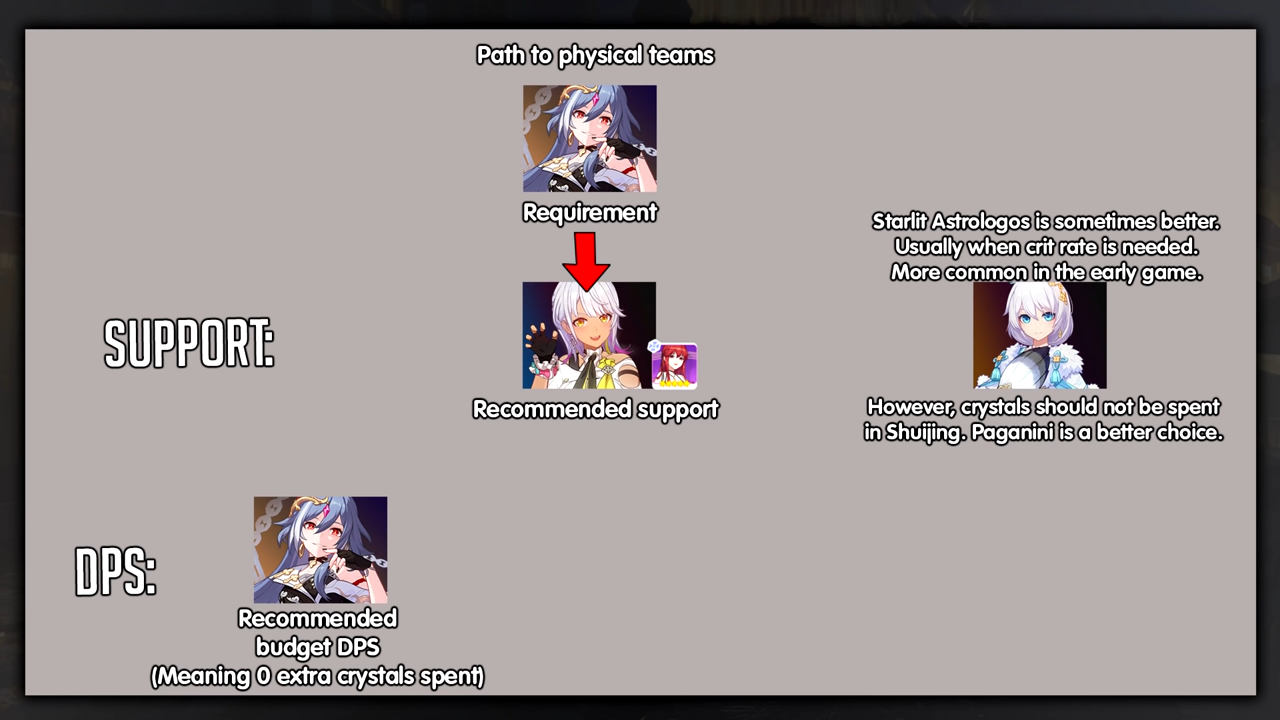 Path to physical teams
Requirement
Starlit Astrologos is sometimes better.
Usually when crit rate is needed.
More common in the early game.
SUPPORT:
Recommended support
However, crystals should not be spent
in Shuijing. Paganini is a better choice.
DPS:
Recommended
budget DPS
(Meaning 0 extra crystals spent)